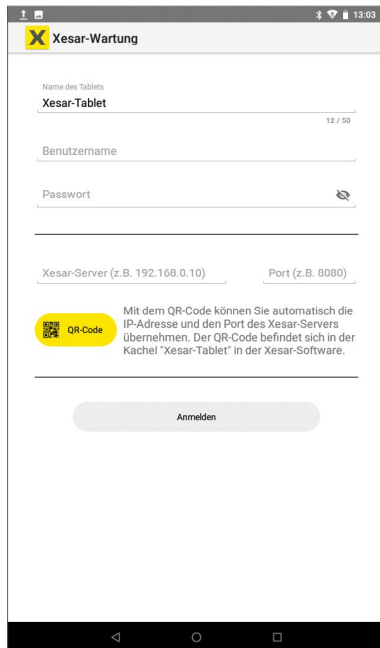 13:03
X Xesar-Wartung
Name des Tablets
Xesar-Tablet
12 / 50
Benutzername
Passwort
Xesar-Server (z.B. 192.168.0.10) Port (z.B. 8080)
QR-Code
Mit dem QR-Code können Sie automatisch die
IP-Adresse und den Port des Xesar-Servers
übernehmen. Der QR-Code befindet sich in der
Kachel "Xesar-Tablet" in der Xesar-Software.
Anmelden